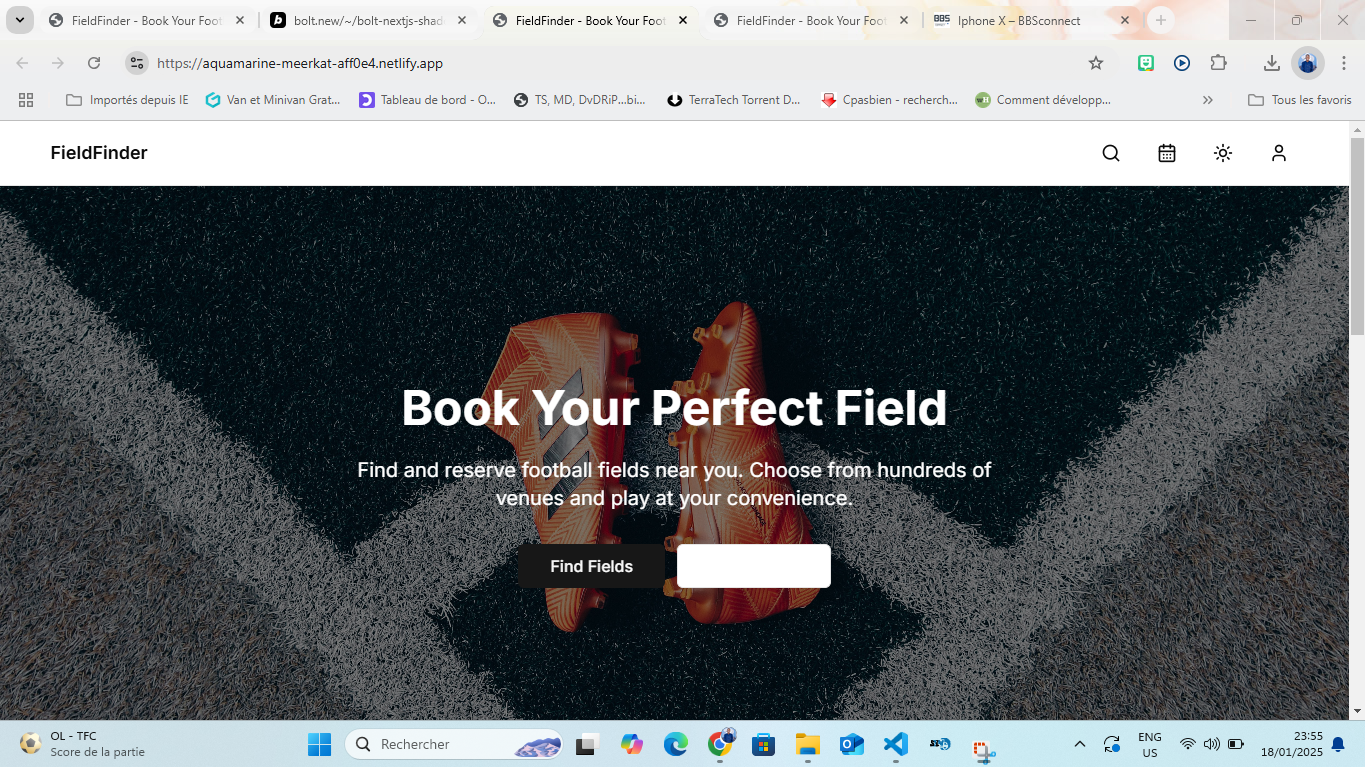 FieldFinder - Book Your Foot
bolt.new/~/bolt-nextjs-shad
FieldFinder - Book Your Foot
FieldFinder - Book Your Foot
BBS
Iphone X – BBSconnect
https://aquamarine-meerkat-aff0e4.netlify.app
Importés depuis IE
Van et Minivan Grat...
Tableau de bord - O...
TS, MD, DvDRiP...bi...
TerraTech Torrent D...
Cpasbien - recherch...
Comment développ...
Tous les favoris
FieldFinder
Book Your Perfect Field
Find and reserve football fields near you. Choose from hundreds of
venues and play at your convenience.
Find Fields
OL - TFC
Score de la partie
Rechercher
ENG
US
23:55
18/01/2025